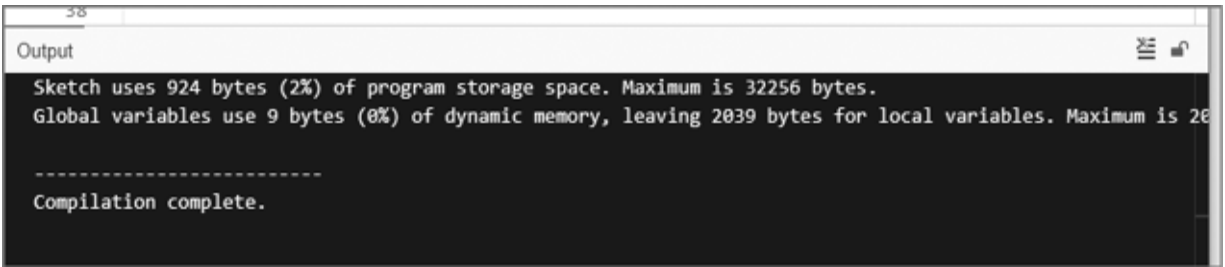 38
Output
Sketch uses 924 bytes (2%) of program storage space. Maximum is 32256 bytes.
Global variables use 9 bytes (0%) of dynamic memory, leaving 2039 bytes for local variables. Maximum is 20
--------------------------
Compilation complete.